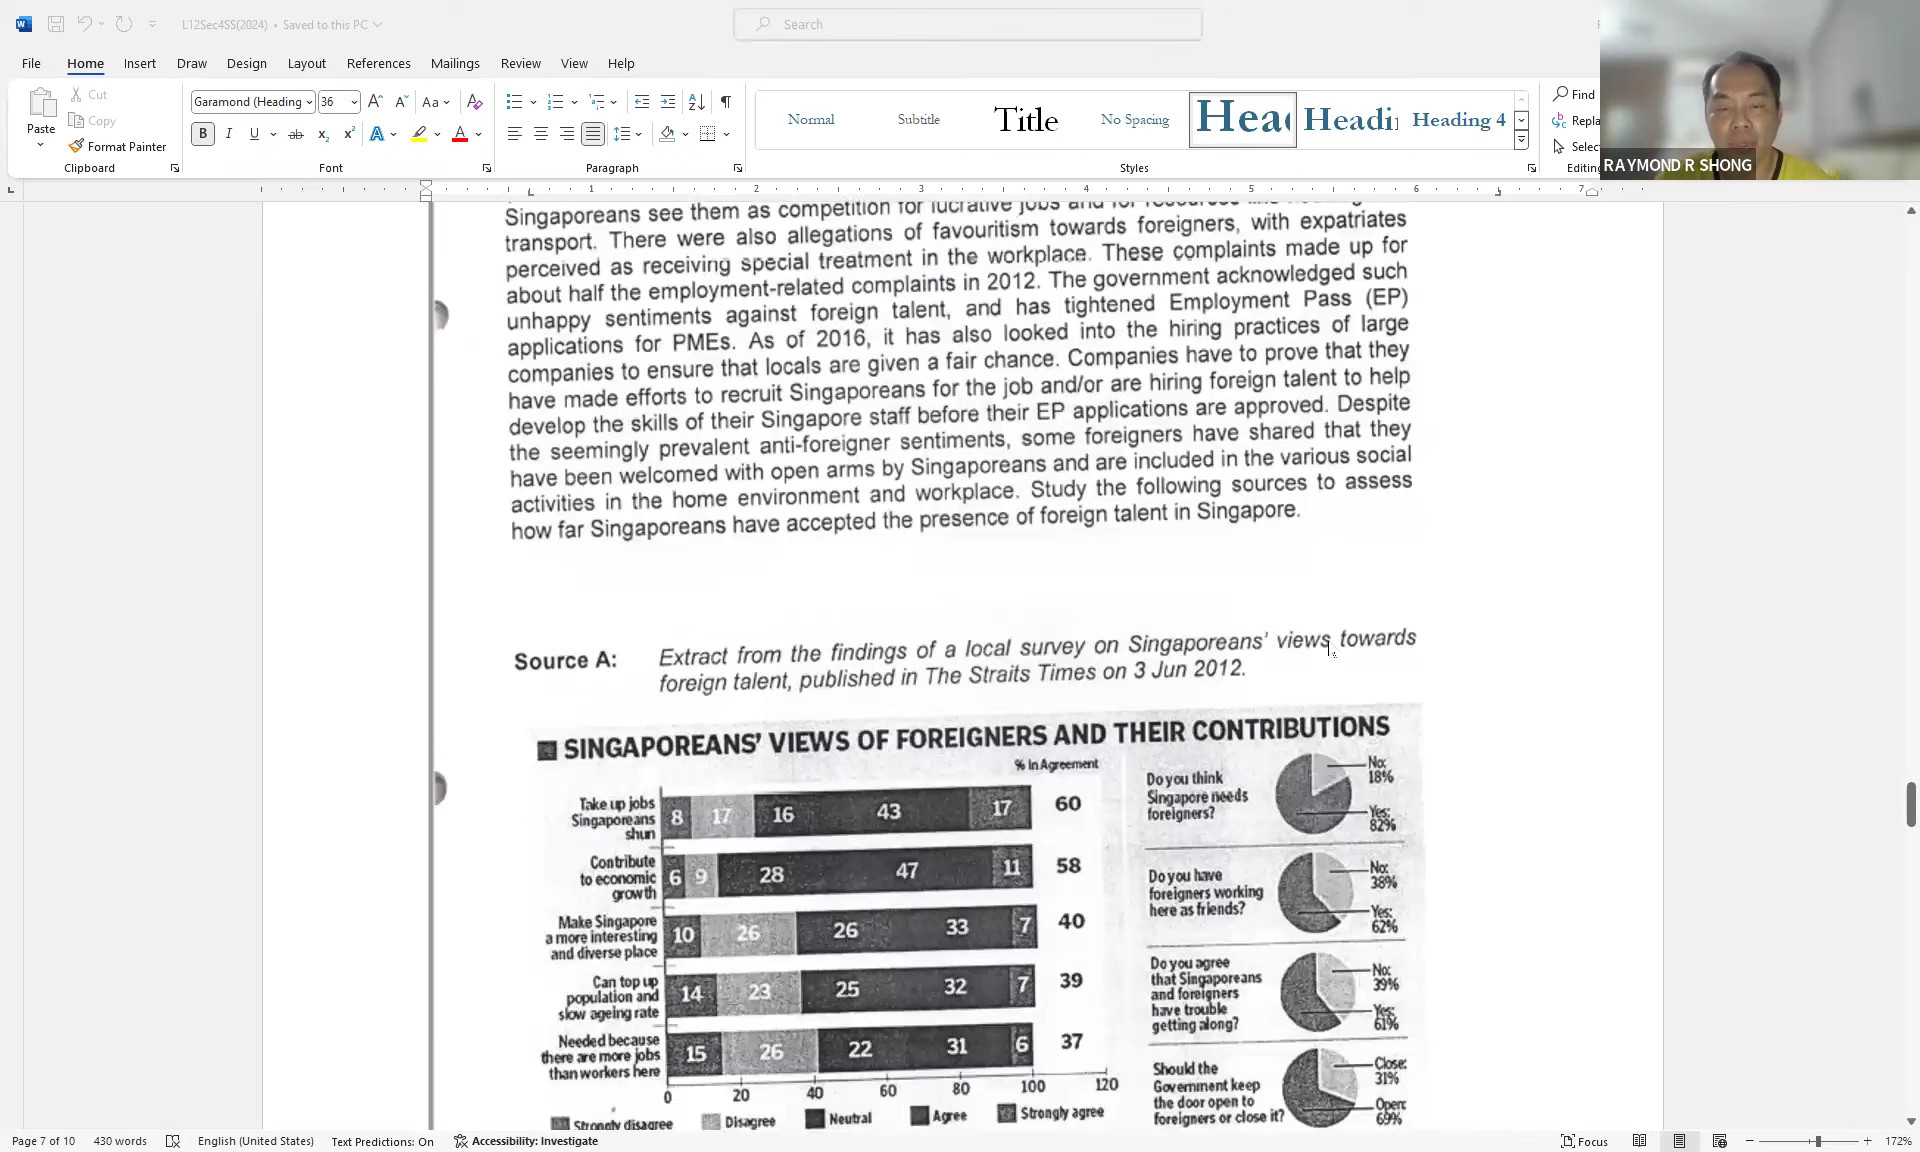 L12Sec4SS(2024) • Saved to this PC
Search
File Home Insert Draw Design Layout References Mailings Review View Help
Paste
Cut
Copy
Format Painter
Clipboard
Garamond (Heading
36
Font
Paragraph
Normal
Subtitle
Title
No Spacing
Heading 4
Styles
Find
Editing
RAYMOND R SHONG
1 2 3 4 5 6 7
Singaporeans see them as competition for lucrative jobs and for
transport. There were also allegations of favouritism towards foreigners, with expatriates
perceived as receiving special treatment in the workplace. These complaints made up for
about half the employment-related complaints in 2012. The government acknowledged such
unhappy sentiments against foreign talent, and has tightened Employment Pass (EP)
applications for PMEs. As of 2016, it has also looked into the hiring practices of large
companies to ensure that locals are given a fair chance. Companies have to prove that they
have made efforts to recruit Singaporeans for the job and/or are hiring foreign talent to help
develop the skills of their Singapore staff before their EP applications are approved. Despite
the seemingly prevalent anti-foreigner sentiments, some foreigners have shared that they
have been welcomed with open arms by Singaporeans and are included in the various social
activities in the home environment and workplace. Study the following sources to assess
how far Singaporeans have accepted the presence of foreign talent in Singapore.
Source A: Extract from the findings of a local survey on Singaporeans' views towards
foreign talent, published in The Straits Times on 3 Jun 2012.
SINGAPOREANS' VIEWS OF FOREIGNERS AND THEIR CONTRIBUTIONS
% In Agreement
Take up jobs
Singaporeans
shun
8 17 16 43 17 60
Contribute
to economic
growth
6 9 28 47 11 58
Make Singapore
a more interesting
and diverse place
10 26 26 33 7 40
Can top up
population and
slow ageing rate
14 23 25 32 7 39
Needed because
there are more jobs
than workers here
15 26 22 31 6 37
0 20 40 60 80 100 120
Strongly disagree Disagree Neutral Agree Strongly agree
Do you think
Singapore needs
foreigners?
No:
18%
Yes:
82%
Do you have
foreigners working
here as friends?
No:
38%
Yes:
62%
Do you agree
that Singaporeans
and foreigners
have trouble
getting along?
No:
39%
Yes:
61%
Should the
Government keep
the door open to
foreigners or close it?
Close:
31%
Open:
69%
Page 7 of 10 430 words English (United States) Text Predictions: On Accessibility: Investigate Focus 172%